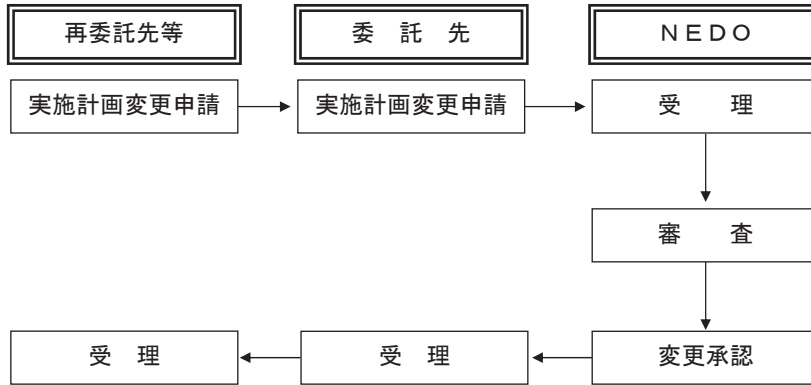 再委託先等
委 託 先
ＮＥＤＯ
実施計画変更申請
実施計画変更申請
受 理
審 査
受 理
受 理
変更承認